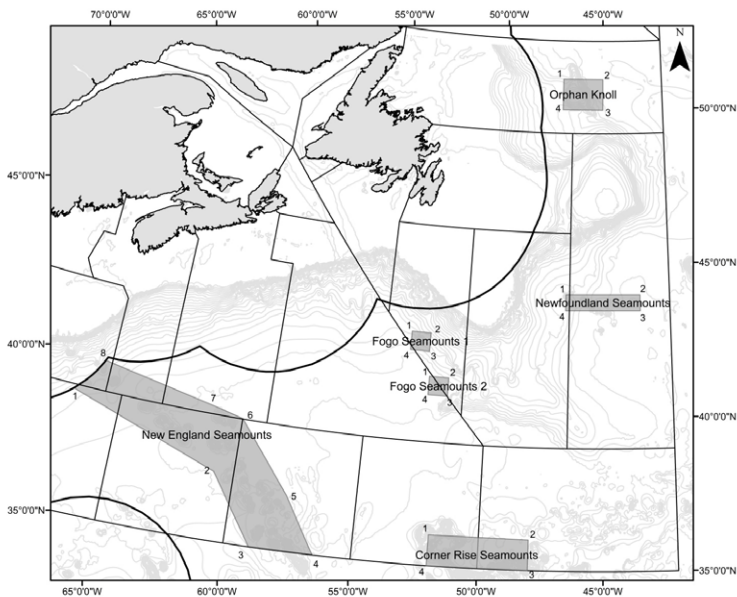 70°0'0"W 65°0'0"W 60°0'0"W 55°0'0"W 50°0'0"W 45°0'0"W
N
1 2
Orphan Knoll
4 3
50°0'0"N
45°0'0"N
45°0'0"N
1 2
Newfoundland Seamounts
4 3
1 2
Fogo Seamounts 1
4 3
40°0'0"N
8
1 2
Fogo Seamounts 2
4 3
1
7
6
40°0'0"N
New England Seamounts
2
5
35°0'0"N
1 2
3
4
Corner Rise Seamounts
4 3
35°0'0"N
65°0'0"W 60°0'0"W 55°0'0"W 50°0'0"W 45°0'0"W